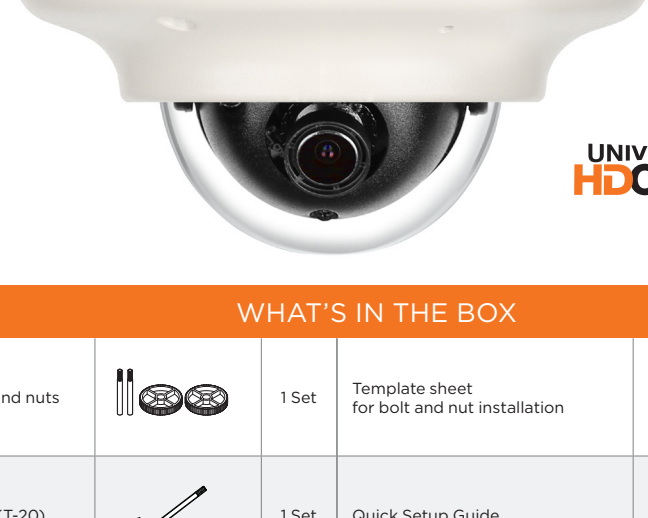 UNIV
HD
WHAT'S IN THE BOX
nd nuts
1 Set
Template sheet
for bolt and nut installation
T-20)
1 Set
Quick Setup Guide